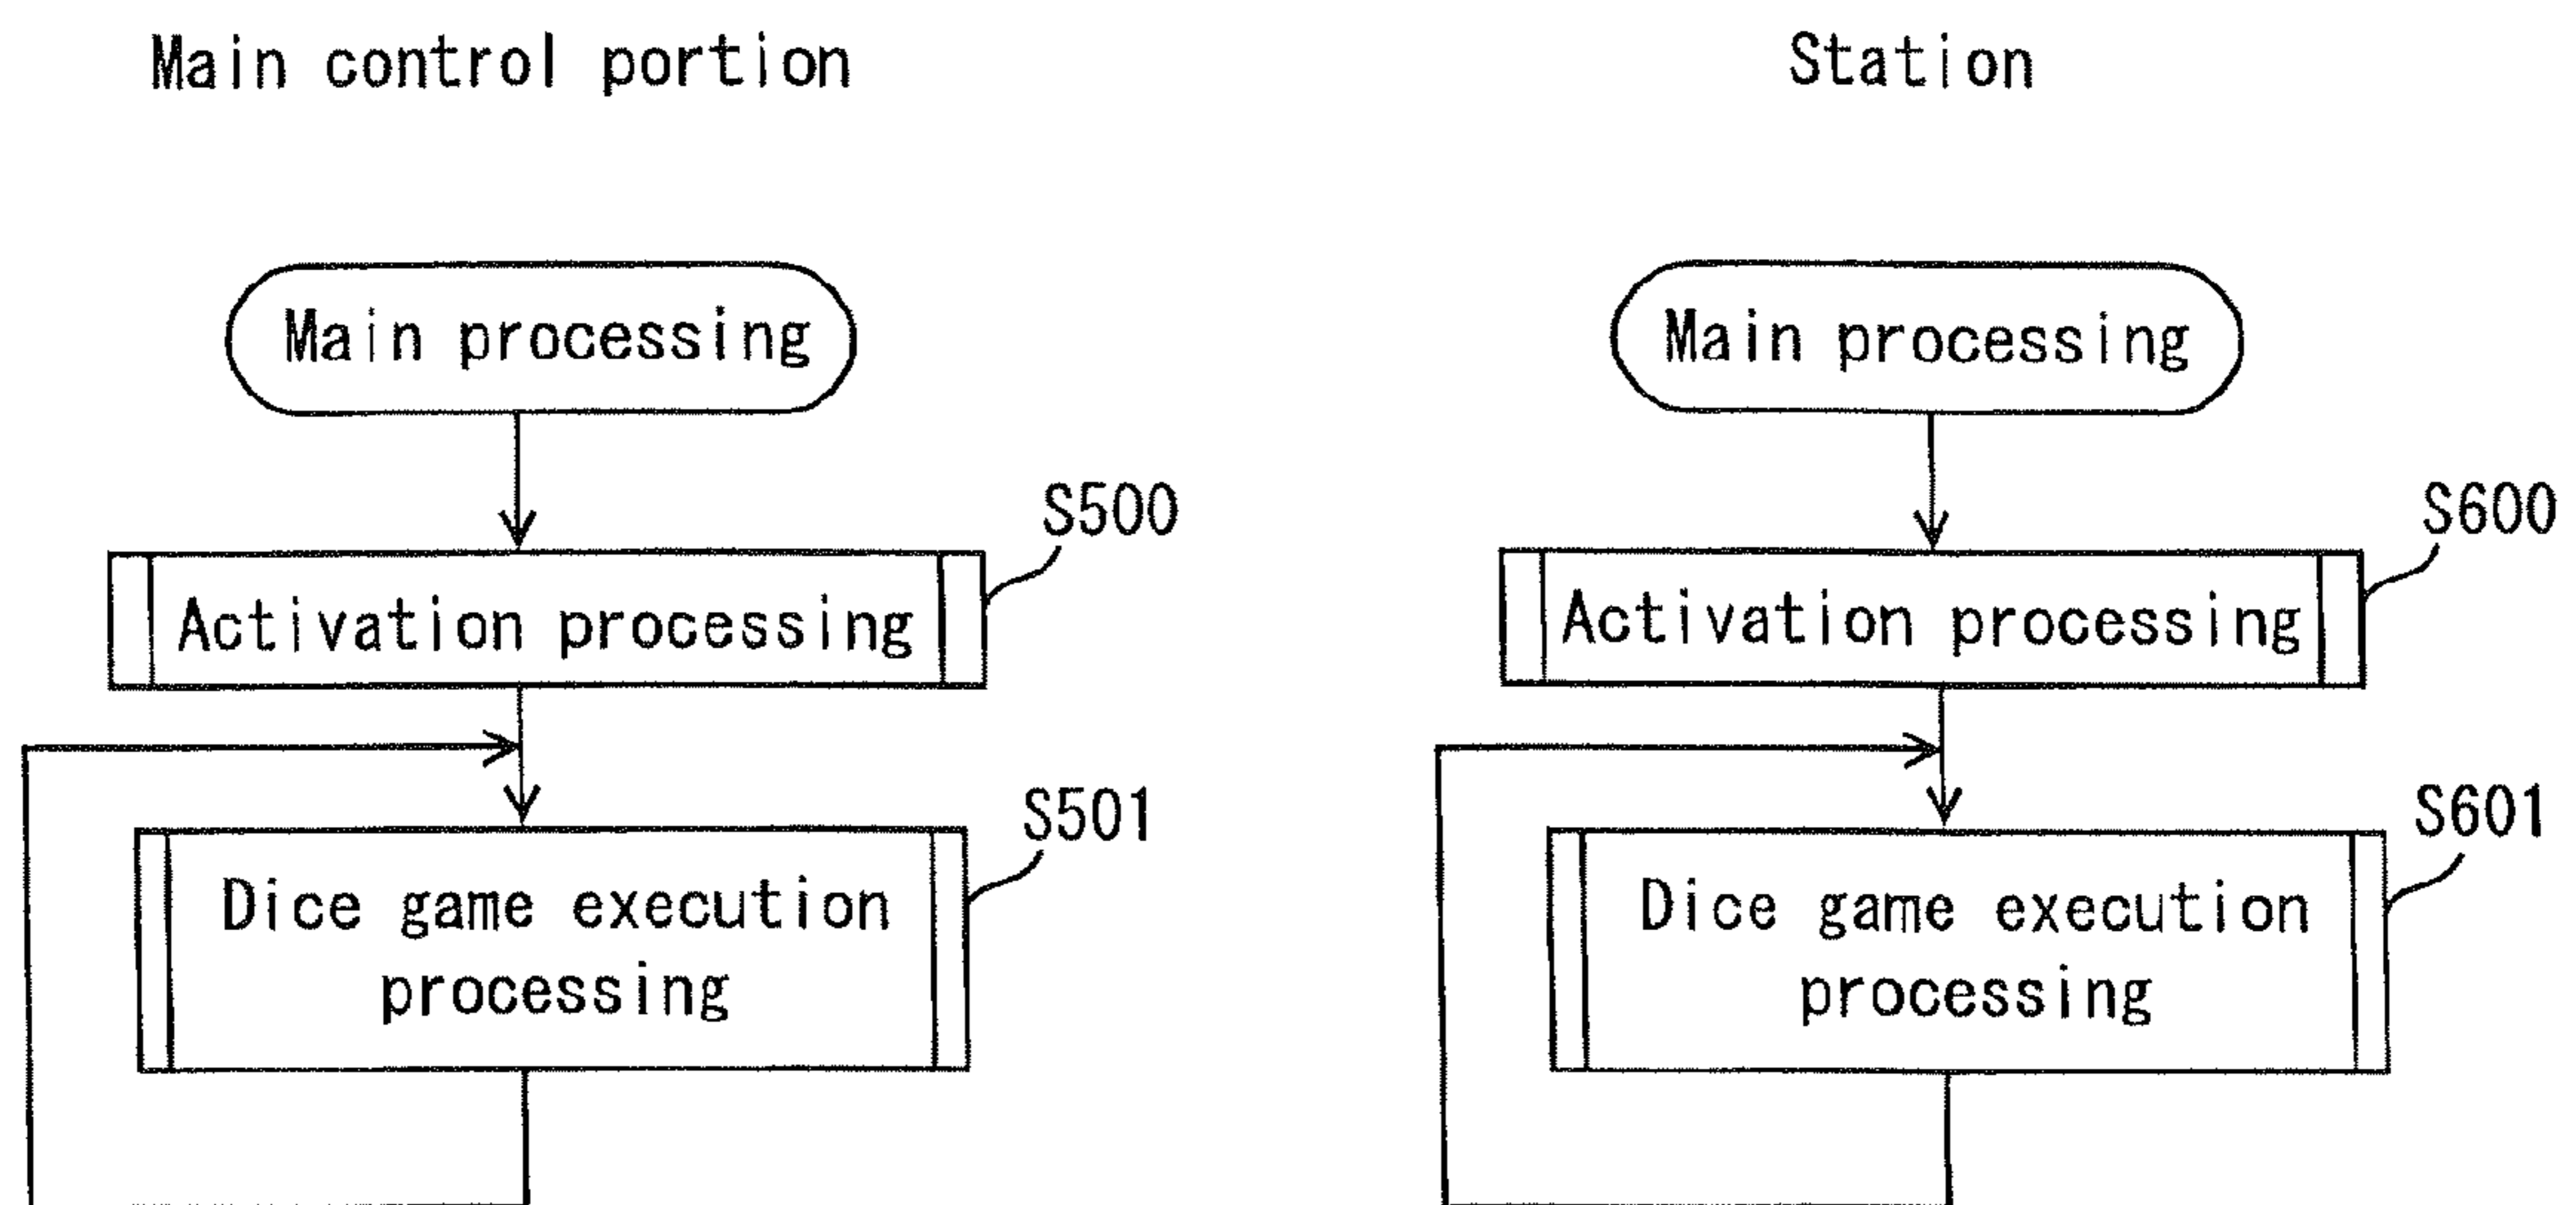 Main control portion
Main processing
S500
Activation processing
S501
Dice game execution
processing
Station
Main processing
S600
Activation processing
S601
Dice game execution
processing